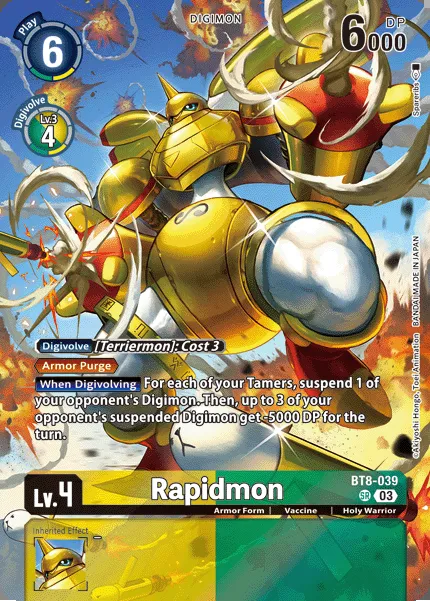 DIGIMON
Play
6
DP
6000
Digivolve
Lv.3
4
Spareribs
©Akiyoshi Hongo, Toei Animation BANDAI MADE IN JAPAN
Digivolve [Terriermon]: Cost 3
Armor Purge
When Digivolving For each of your Tamers, suspend 1 of
your opponent's Digimon. Then, up to 3 of your
opponent's suspended Digimon get -5000 DP for the
turn.
Lv.4
Rapidmon
BT8-039
SR 03
Armor Form | Vaccine | Holy Warrior
Inherited Effect
-